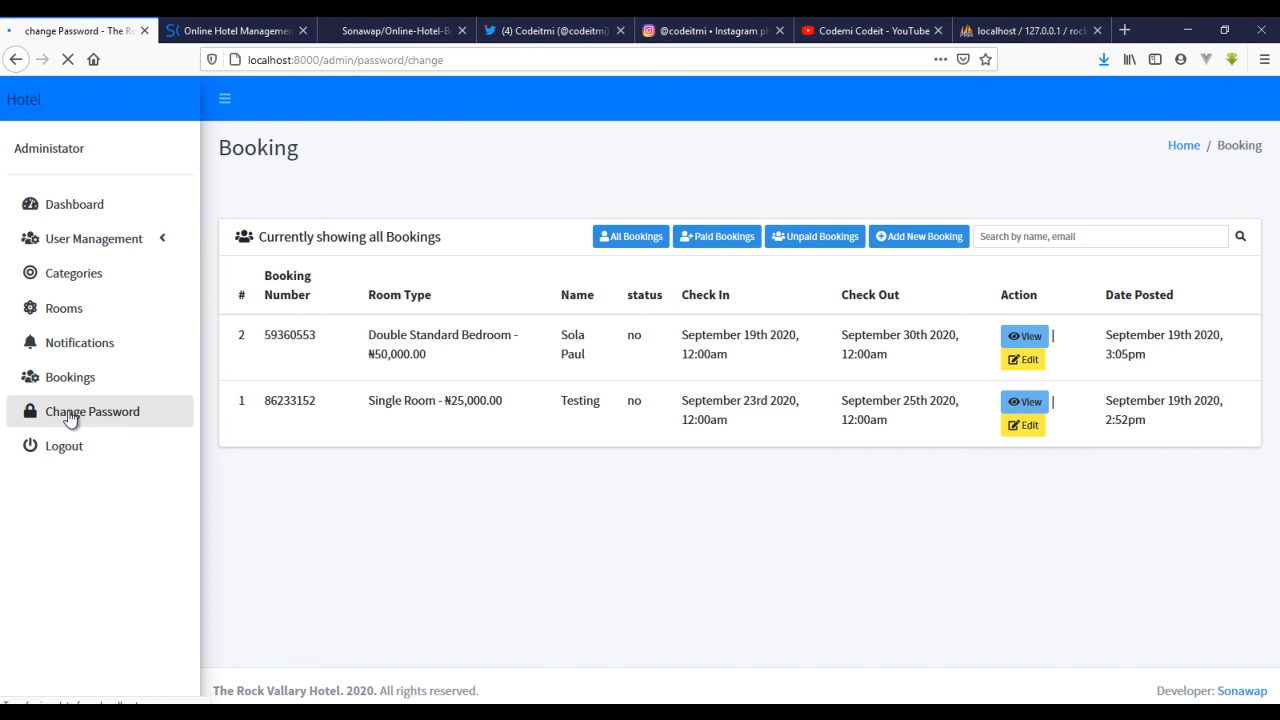 change Password - The Ro
Online Hotel Managemen
Sonawap/Online-Hotel-B
(4) Codeitmi (@codeitmi)
@codeitmi • Instagram p
Codemi Codeit - YouTube
localhost / 127.0.0.1 / roc
localhost:8000/admin/password/change
Hotel
Administator
Booking
Home / Booking
Dashboard
User Management
Categories
Rooms
Notifications
Bookings
Change Password
Logout
Currently showing all Bookings
All Bookings
Paid Bookings
Unpaid Bookings
Add New Booking
Search by name, email
# Booking Number Room Type Name status Check In Check Out Action Date Posted
2 59360553 Double Standard Bedroom - Sola no September 19th 2020, September 30th 2020, View | September 19th 2020,
₦50,000.00 Paul 12:00am 12:00am Edit 3:05pm
1 86233152 Single Room - ₦25,000.00 Testing no September 23rd 2020, September 25th 2020, View | September 19th 2020,
12:00am 12:00am Edit 2:52pm
The Rock Vallary Hotel. 2020. All rights reserved.
Developer: Sonawap